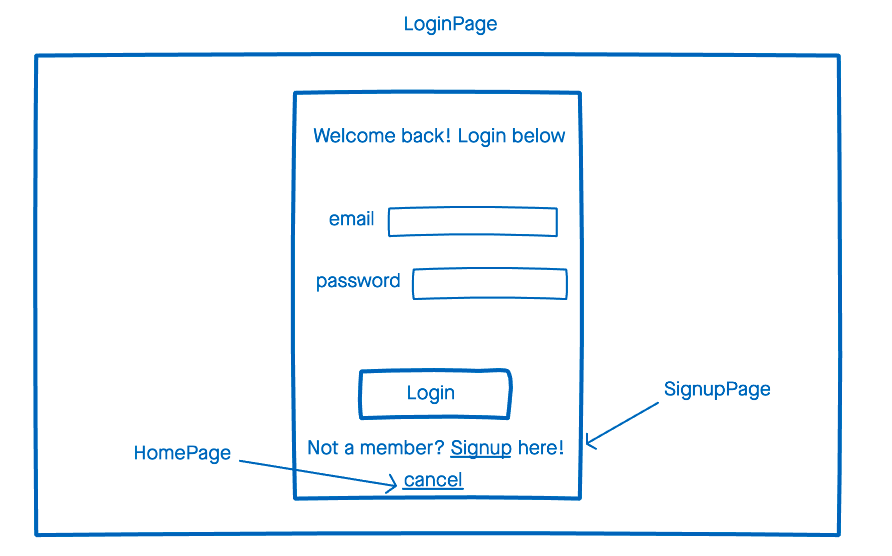 LoginPage
Welcome back! Login below
email
password
Login
SignupPage
Not a member? Signup here!
HomePage
cancel